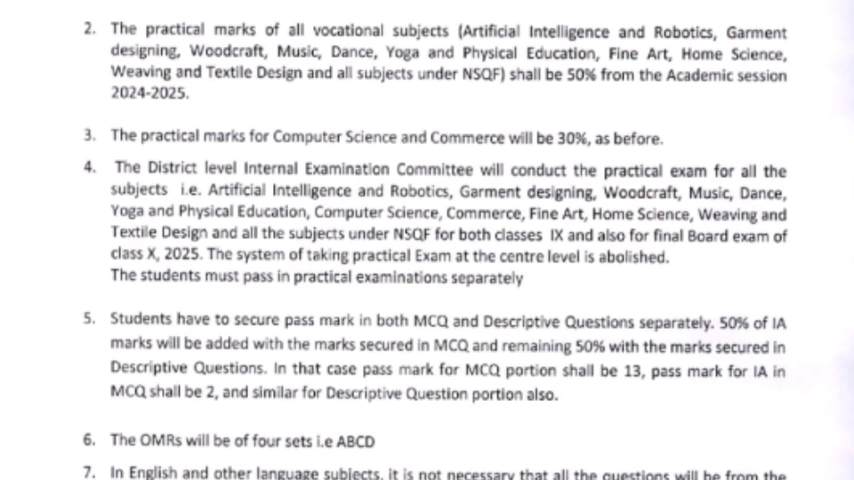 2. The practical marks of all vocational subjects (Artificial Intelligence and Robotics, Garment
designing, Woodcraft, Music, Dance, Yoga and Physical Education, Fine Art, Home Science,
Weaving and Textile Design and all subjects under NSQF) shall be 50% from the Academic session
2024-2025.
3. The practical marks for Computer Science and Commerce will be 30%, as before.
4. The District level Internal Examination Committee will conduct the practical exam for all the
subjects i.e. Artificial Intelligence and Robotics, Garment designing, Woodcraft, Music, Dance,
Yoga and Physical Education, Computer Science, Commerce, Fine Art, Home Science, Weaving and
Textile Design and all the subjects under NSQF for both classes IX and also for final Board exam of
class X, 2025. The system of taking practical Exam at the centre level is abolished.
The students must pass in practical examinations separately
5. Students have to secure pass mark in both MCQ and Descriptive Questions separately. 50% of IA
marks will be added with the marks secured in MCQ and remaining 50% with the marks secured in
Descriptive Questions. In that case pass mark for MCQ portion shall be 13, pass mark for IA in
MCQ shall be 2, and similar for Descriptive Question portion also.
6. The OMRs will be of four sets i.e ABCD
7. In English and other language subjects, it is not necessary that all the questions will be from the